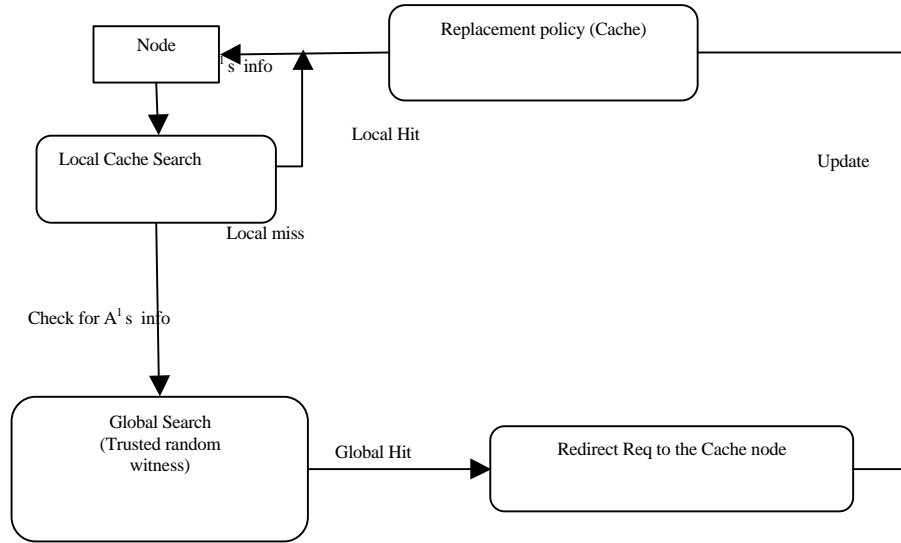 Replacement policy (Cache)
Node
¹s info
Local Hit
Local Cache Search
Update
Local miss
Check for A¹ s info
Global Search
(Trusted random
witness)
Global Hit
Redirect Req to the Cache node